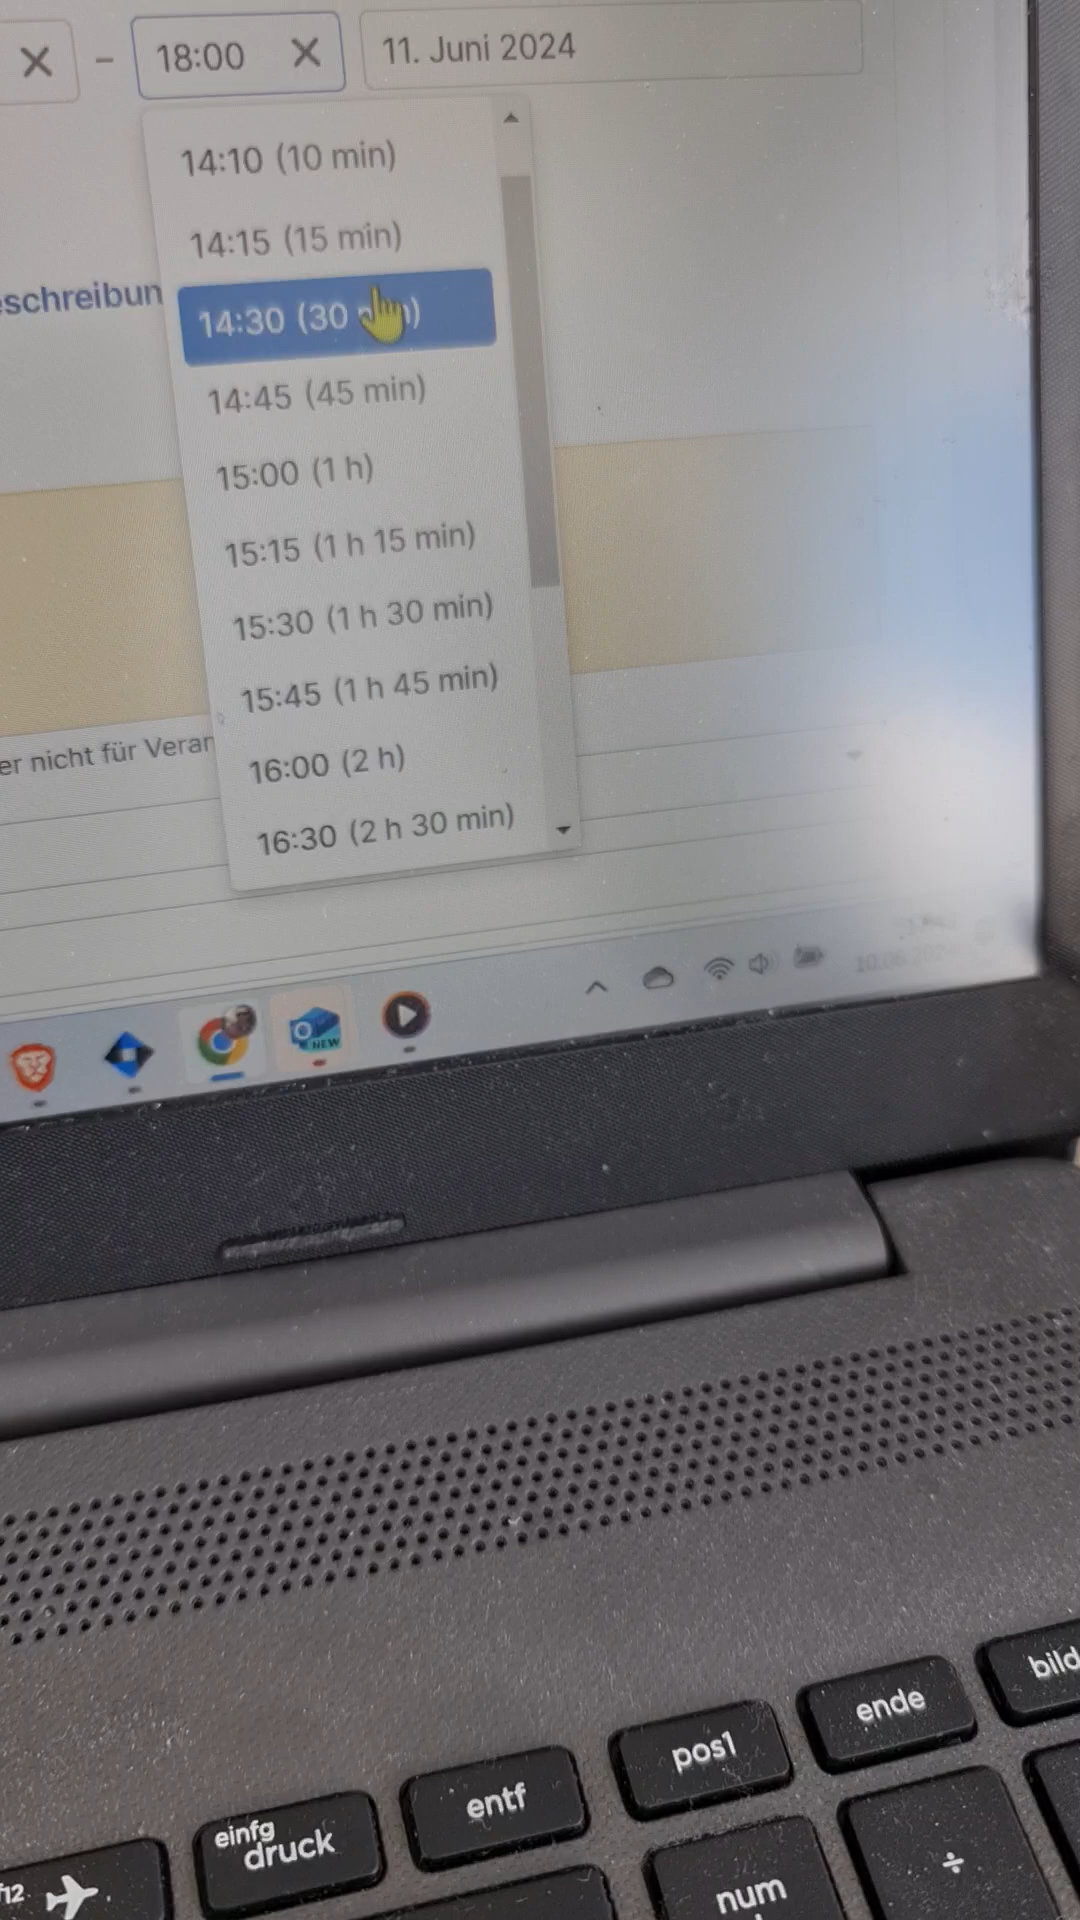 18:00
11. Juni 2024
14:10 (10 min)
14:15 (15 min)
eschreibun
14:30 (30
14:45 (45 min)
15:00 (1 h)
15:15 (1 h 15 min)
15:30 (1 h 30 min)
15:45 (1 h 45 min)
er nicht für Veran
16:00 (2 h)
16:30 (2 h 30 min)
NEW
bild
ende
pos1
entf
einfg
druck
f12
÷
num